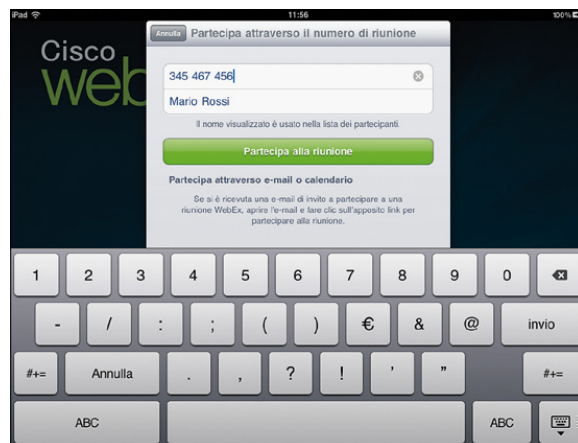 iPad 11:56 100%
Cisco
web
Annulla Partecipa attraverso il numero di riunione
345 467 456
Mario Rossi
Il nome visualizzato è usato nella lista dei partecipanti.
Partecipa alla riunione
Partecipa attraverso e-mail o calendario
Se si è ricevuta una e-mail di invito a partecipare a una
riunione WebEx, aprire l'e-mail e fare clic sull'apposito link per
partecipare alla riunione.
1 2 3 4 5 6 7 8 9 0
- / : ; ( ) € & @ invio
#+= Annulla . , ? ! ' " #+=
ABC ABC